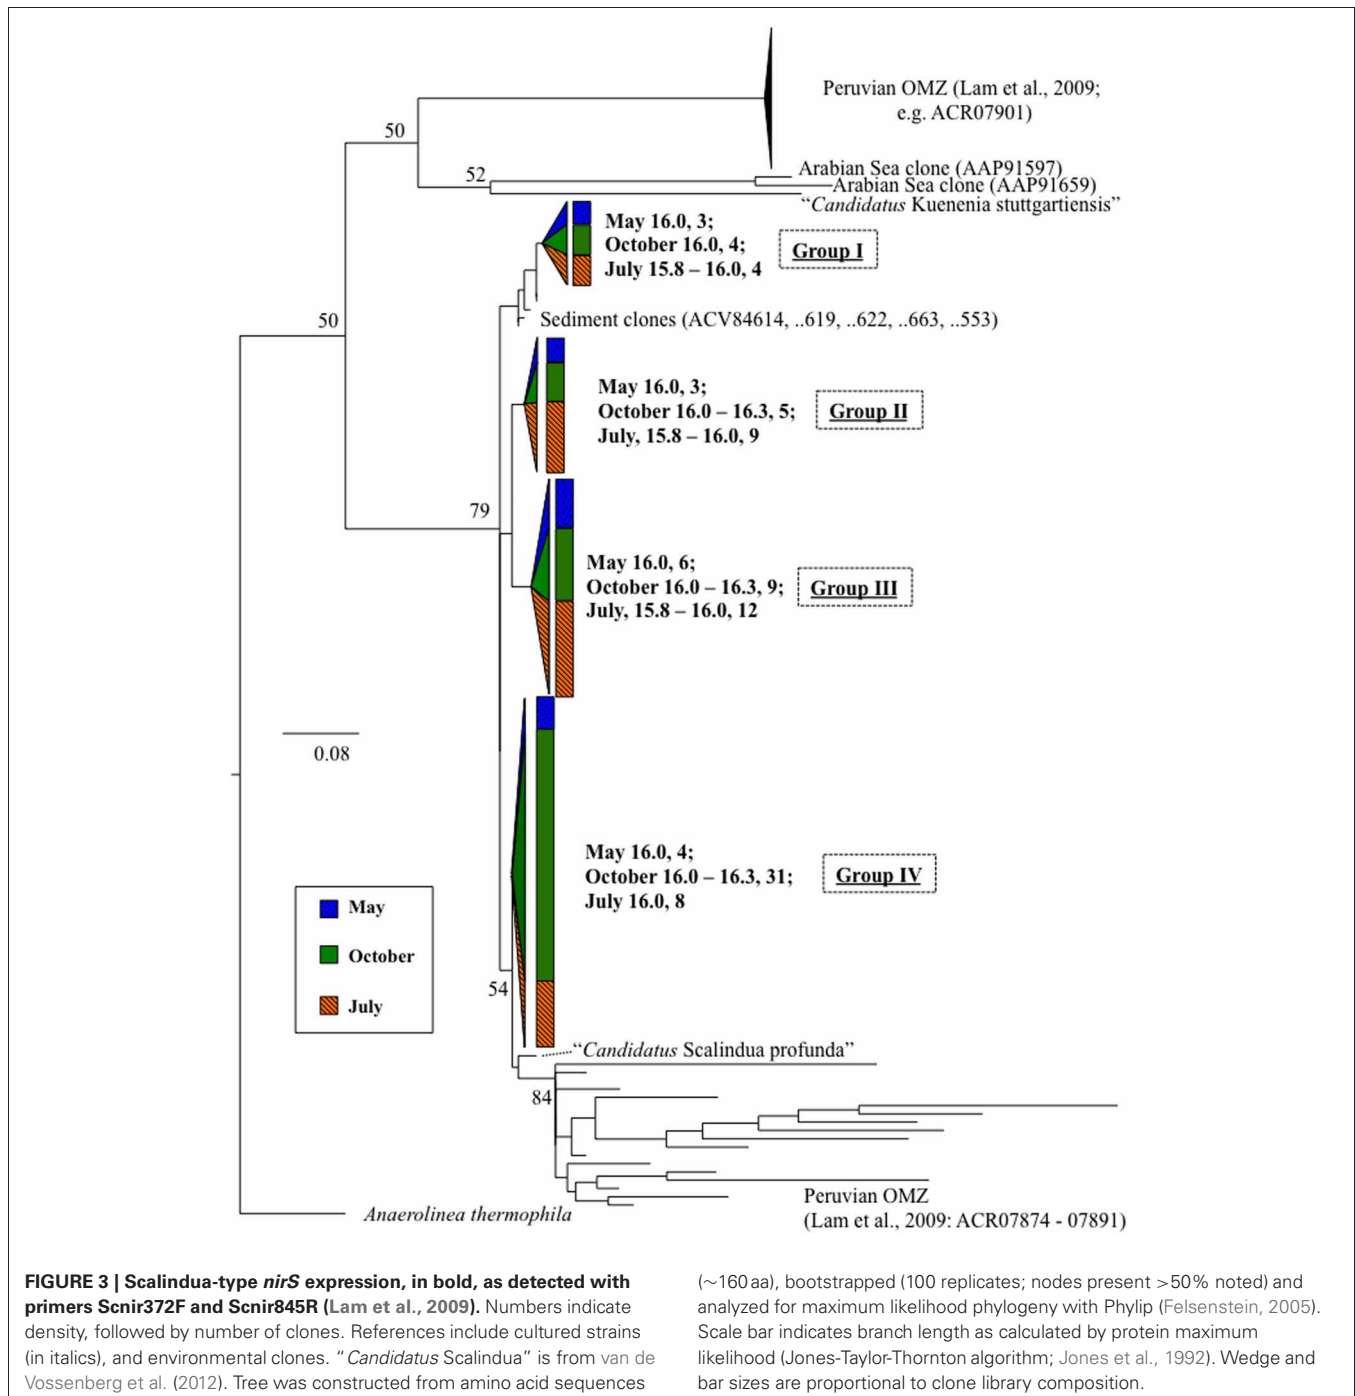 Peruvian OMZ (Lam et al., 2009;
e.g. ACR07901)
50
Arabian Sea clone (AAP91597)
52
Arabian Sea clone (AAP91659)
“Candidatus Kuenenia stuttgartiensis”
May 16.0, 3;
October 16.0, 4;
July 15.8 – 16.0, 4
Group I
50
Sediment clones (ACV84614, ..619, ..622, ..663, ..553)
May 16.0, 3;
October 16.0 – 16.3, 5;
July, 15.8 – 16.0, 9
Group II
79
May 16.0, 6;
October 16.0 – 16.3, 9;
July, 15.8 – 16.0, 12
Group III
0.08
May 16.0, 4;
October 16.0 – 16.3, 31;
July 16.0, 8
Group IV
May
October
July
54
“Candidatus Scalindua profunda”
84
Peruvian OMZ
(Lam et al., 2009: ACR07874 - 07891)
Anaerolinea thermophila
FIGURE 3 | Scalindua-type nirS expression, in bold, as detected with
primers Scnir372F and Scnir845R (Lam et al., 2009). Numbers indicate
density, followed by number of clones. References include cultured strains
(in italics), and environmental clones. “Candidatus Scalindua” is from van de
Vossenberg et al. (2012). Tree was constructed from amino acid sequences
(∼160 aa), bootstrapped (100 replicates; nodes present >50% noted) and
analyzed for maximum likelihood phylogeny with Phylip (Felsenstein, 2005).
Scale bar indicates branch length as calculated by protein maximum
likelihood (Jones-Taylor-Thornton algorithm; Jones et al., 1992). Wedge and
bar sizes are proportional to clone library composition.